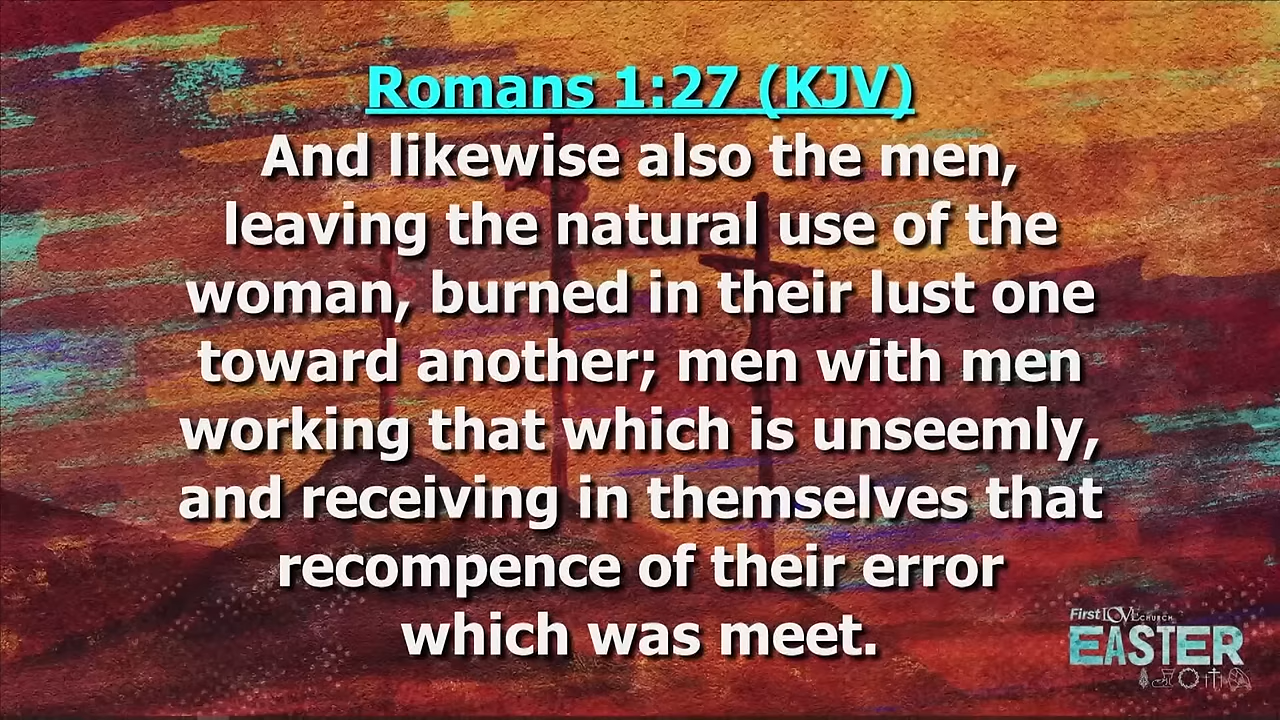 Romans 1:27 (KJV)
And likewise also the men,
leaving the natural use of the
woman, burned in their lust one
toward another; men with men
working that which is unseemly,
and receiving in themselves that
recompence of their error
which was meet.
First LOVE CHURCH
EASTER